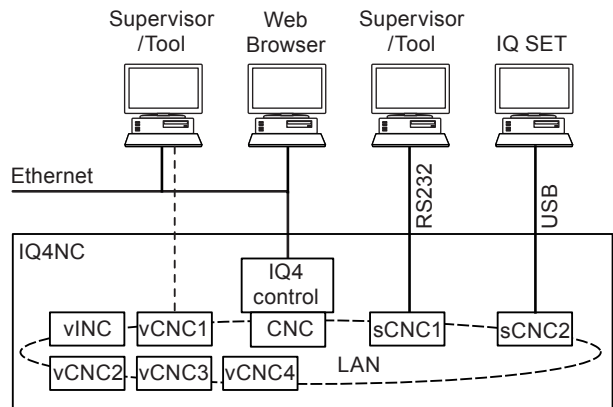 Supervisor
/Tool
Web
Browser
Supervisor
/Tool
IQ SET
Ethernet
RS232
USB
IQ4NC
IQ4
control
vINC
vCNC1
CNC
sCNC1
sCNC2
LAN
vCNC2
vCNC3
vCNC4